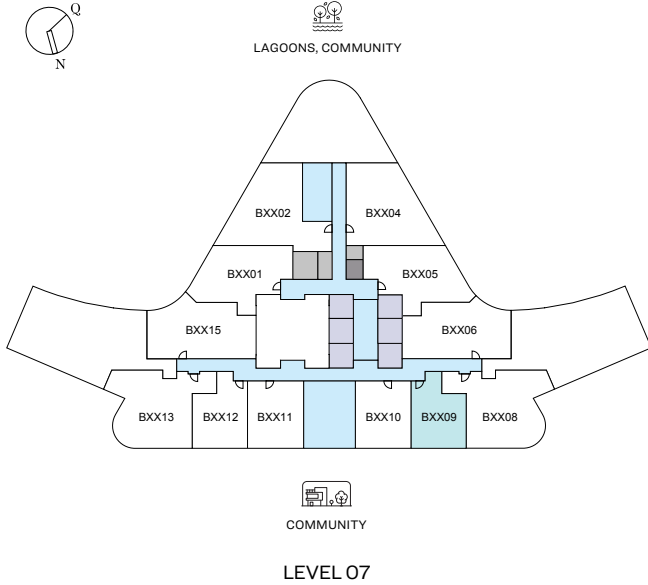 Q
N
LAGOONS, COMMUNITY
BXX02
BXX04
BXX01
BXX05
BXX15
BXX06
BXX13
BXX12
BXX11
BXX10
BXX09
BXX08
COMMUNITY
LEVEL 07